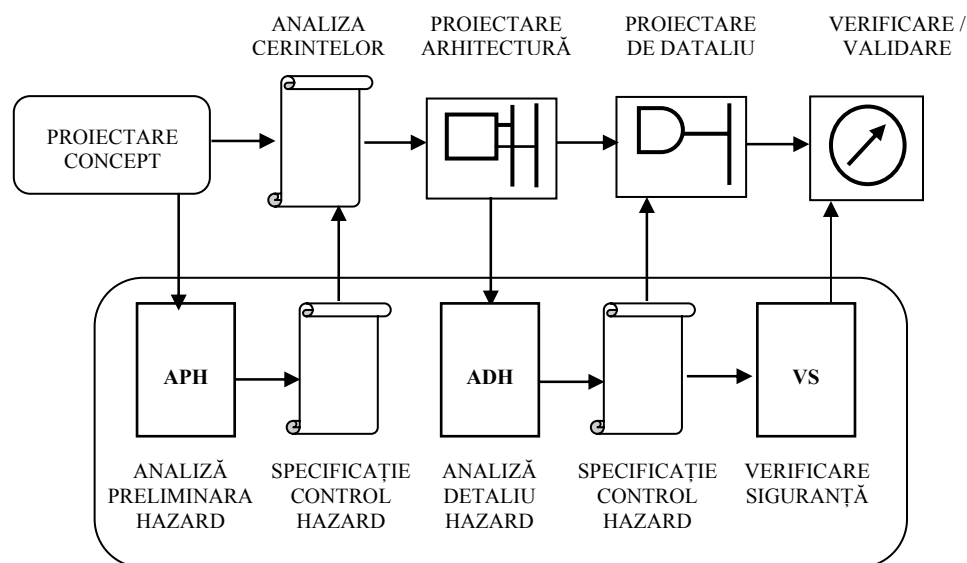 ANALIZA
CERINTELOR
PROIECTARE
ARHITECTURĂ
PROIECTARE
DE DATALIU
VERIFICARE /
VALIDARE
PROIECTARE
CONCEPT
APH
ADH
VS
ANALIZĂ
PRELIMINARA
HAZARD
SPECIFICAȚIE
CONTROL
HAZARD
ANALIZĂ
DETALIU
HAZARD
SPECIFICAȚIE
CONTROL
HAZARD
VERIFICARE
SIGURANȚĂ